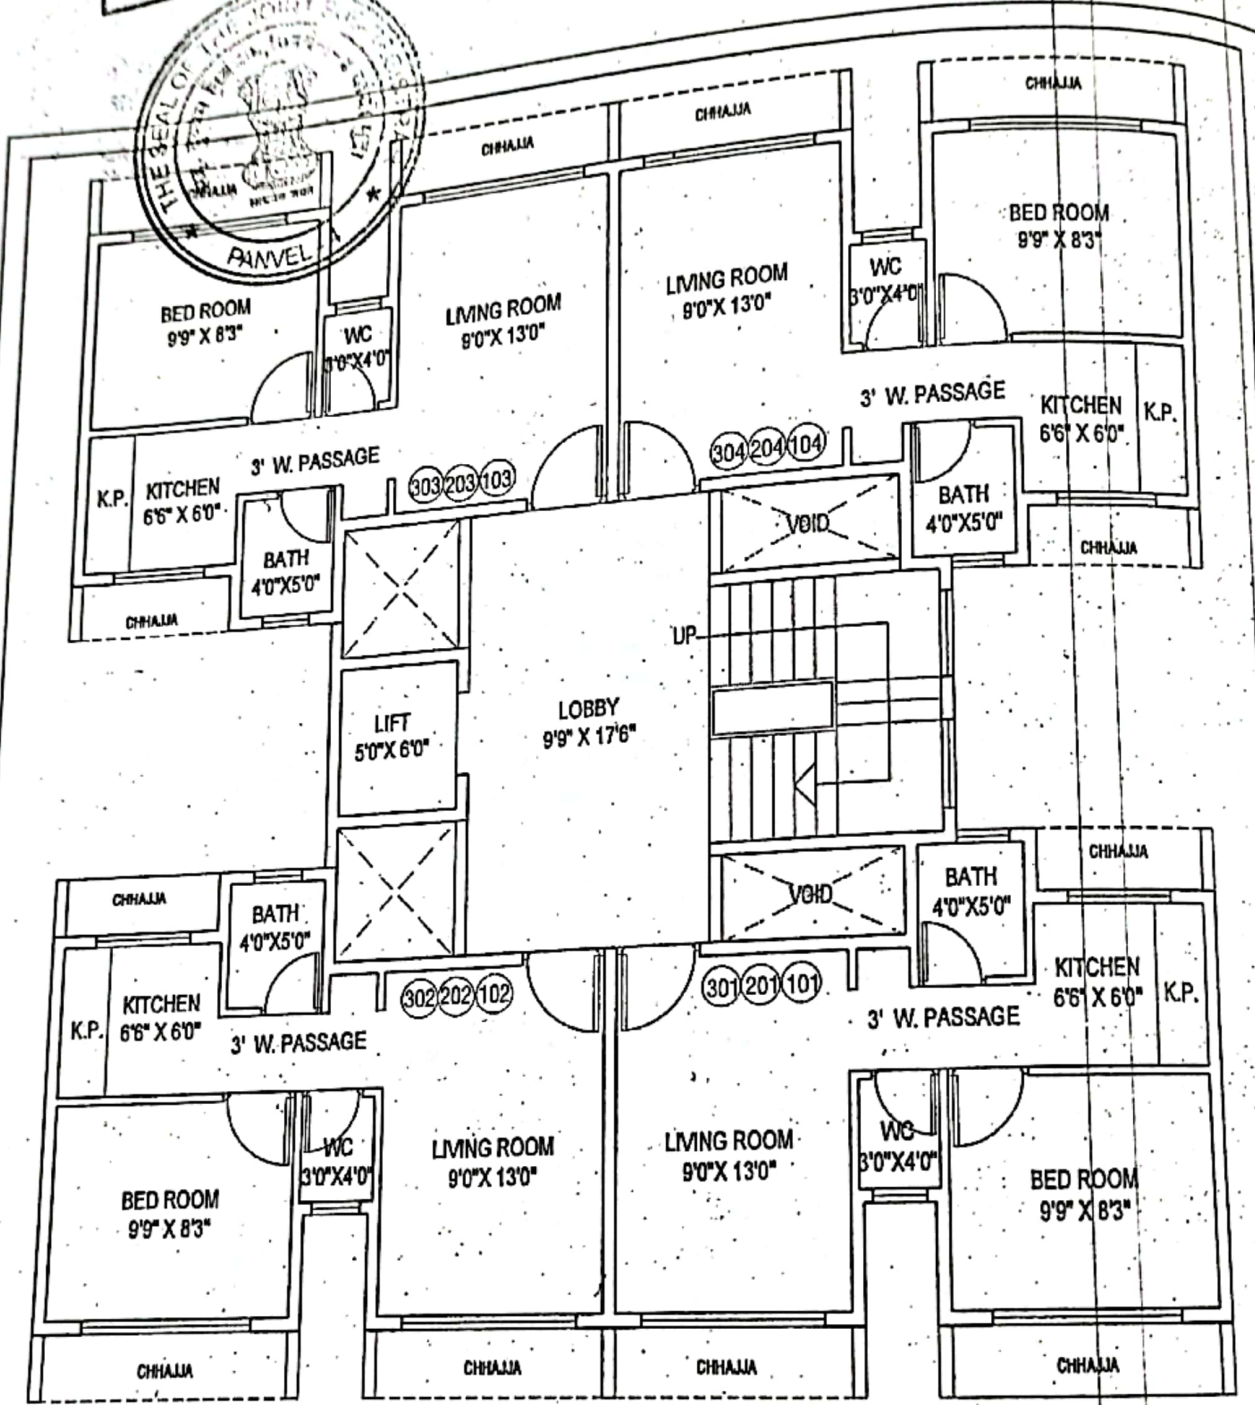 THE SEAL OF THE JOINT
PANVEL
CHHAJJA
CHHAJJA
CHHAJJA
CHHAJJA
BED ROOM
9'9" X 8'3"
WC
3'0"X4'0"
LIVING ROOM
9'0"X 13'0"
LIVING ROOM
9'0"X 13'0"
WC
3'0"X4'0"
BED ROOM
9'9" X 8'3"
K.P.
KITCHEN
6'6" X 6'0"
3' W. PASSAGE
303 203 103
304 204 104
3' W. PASSAGE
KITCHEN
6'6" X 6'0"
K.P.
BATH
4'0"X5'0"
VOID
BATH
4'0"X5'0"
CHHAJJA
CHHAJJA
UP
LIFT
5'0"X 6'0"
LOBBY
9'9" X 17'6"
CHHAJJA
BATH
4'0"X5'0"
VOID
BATH
4'0"X5'0"
CHHAJJA
K.P.
KITCHEN
6'6" X 6'0"
3' W. PASSAGE
302 202 102
301 201 101
3' W. PASSAGE
KITCHEN
6'6" X 6'0"
K.P.
BED ROOM
9'9" X 8'3"
WC
3'0"X4'0"
LIVING ROOM
9'0"X 13'0"
LIVING ROOM
9'0"X 13'0"
WC
3'0"X4'0"
BED ROOM
9'9" X 8'3"
CHHAJJA
CHHAJJA
CHHAJJA
CHHAJJA